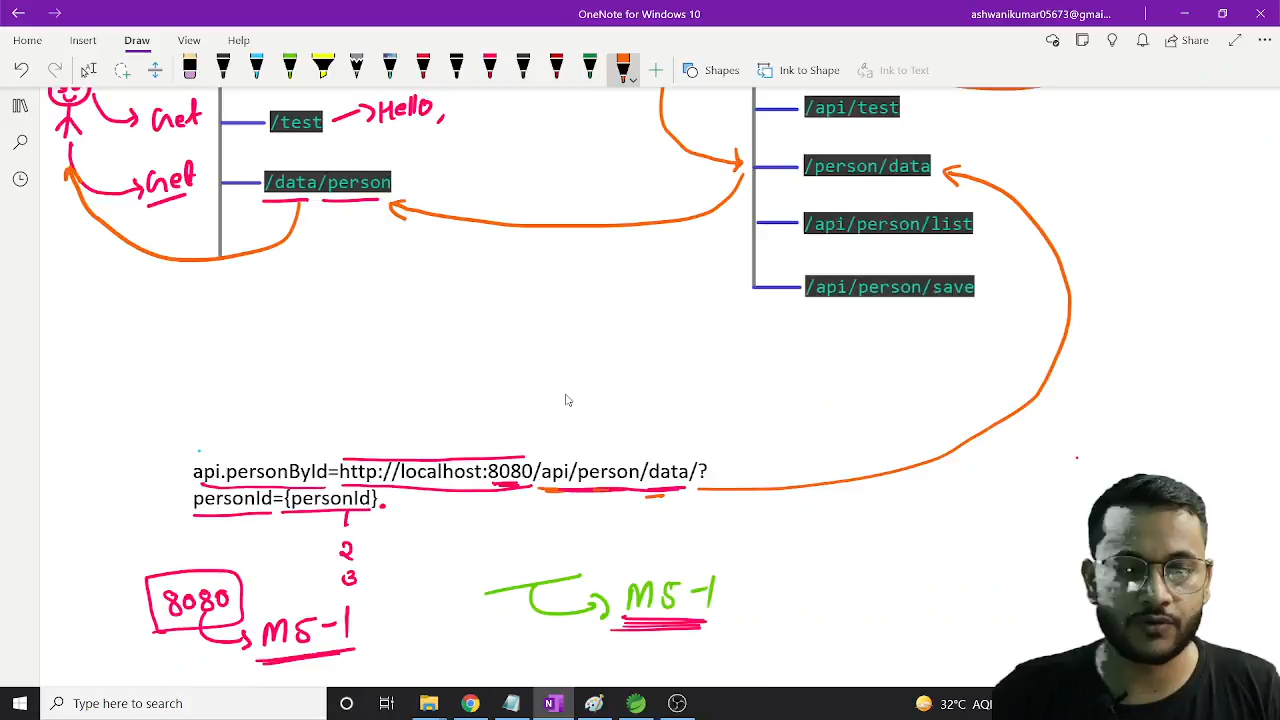 OneNote for Windows 10
ashwanikumar05673@gmai...
Home Insert Draw View Help
Share
Shapes
Ink to Shape
Ink to Text
Get
/test
Hello,
Get
/data/person
/api/test
/person/data
/api/person/list
/api/person/save
api.personById=http://localhost:8080/api/person/data/?
personId={personId}.
1
2
3
8080
MS-1
MS-1
Type here to search
32°C AQI